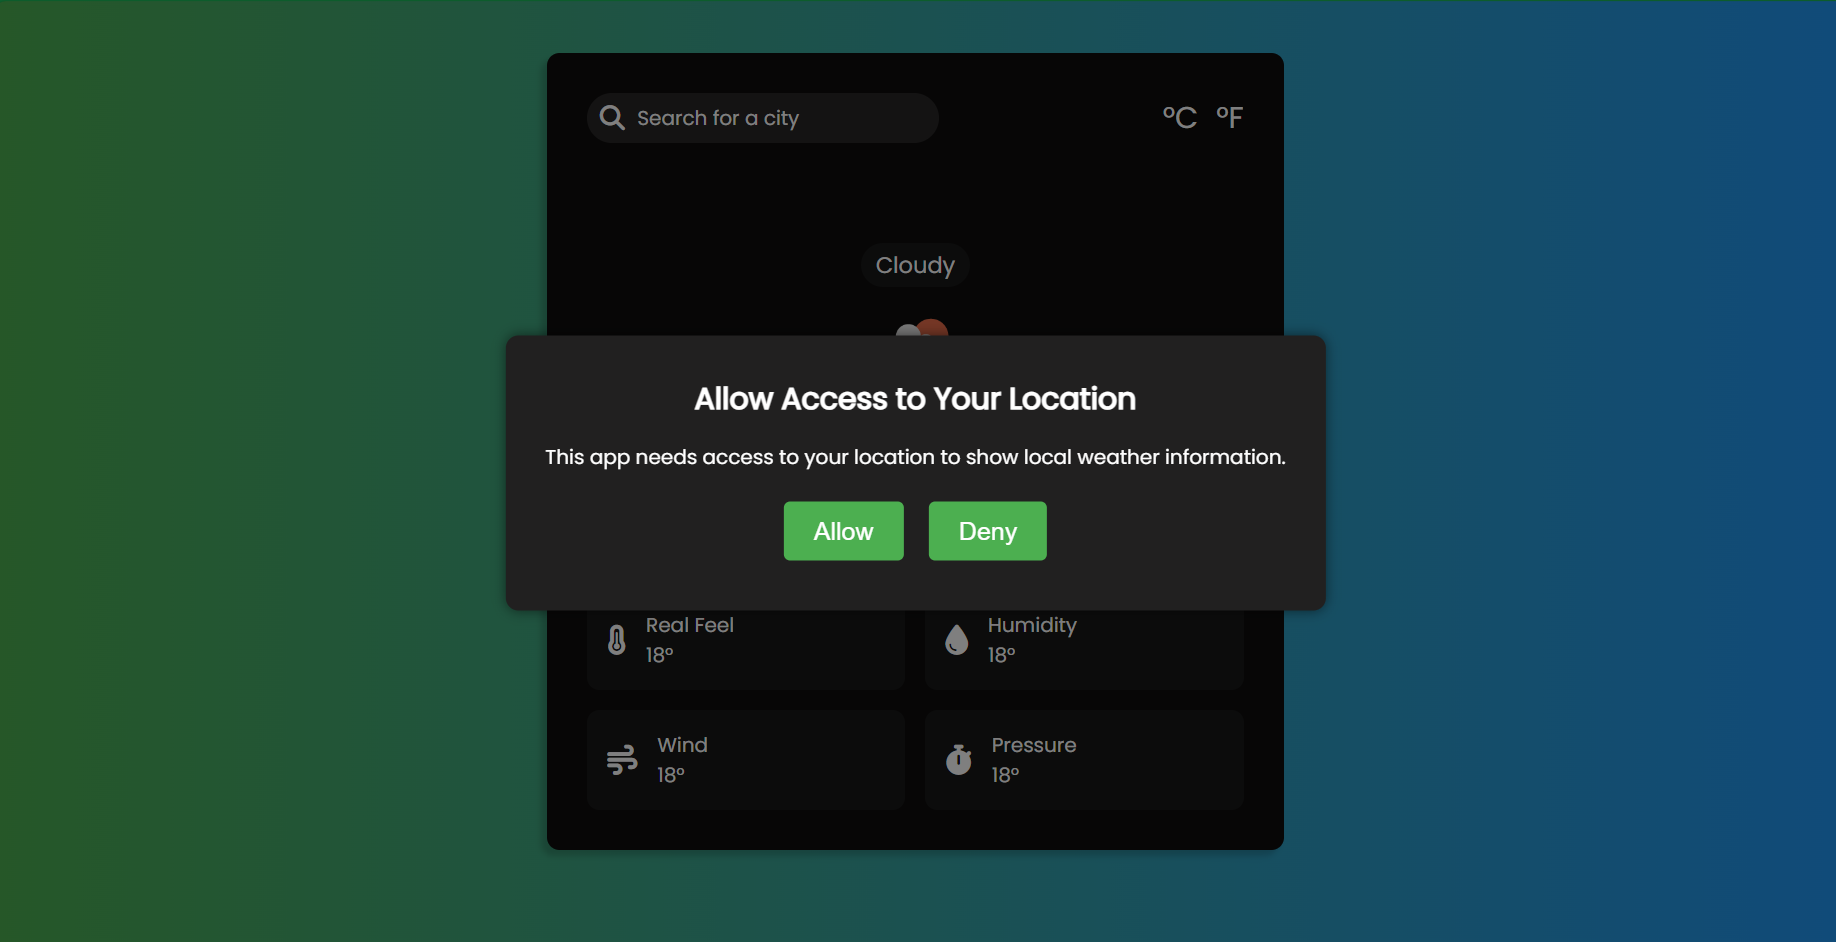 Search for a city
°C °F
Cloudy
Allow Access to Your Location
This app needs access to your location to show local weather information.
Allow Deny
Real Feel
18°
Humidity
18°
Wind
18°
Pressure
18°